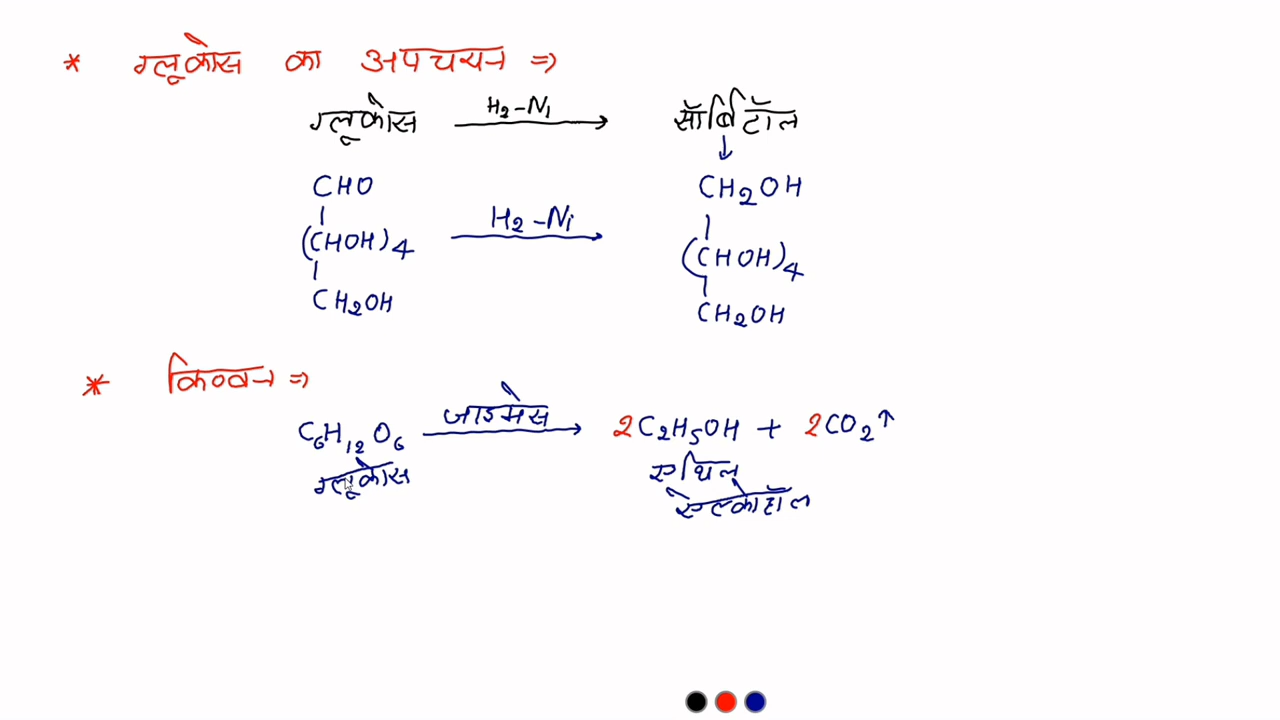 * ग्लूकोस का अपचयन ⇒
ग्लूकोस H2-Ni → सॉर्बिटॉल
↓
CHO CH2OH
(CHOH)4 H2-Ni → (CHOH)4
CH2OH CH2OH
* किण्वन ⇒
C6H12O6 जाइमेस → 2C2H5OH + 2CO2↑
ग्लूकोस एथिल
ऐल्कोहॉल